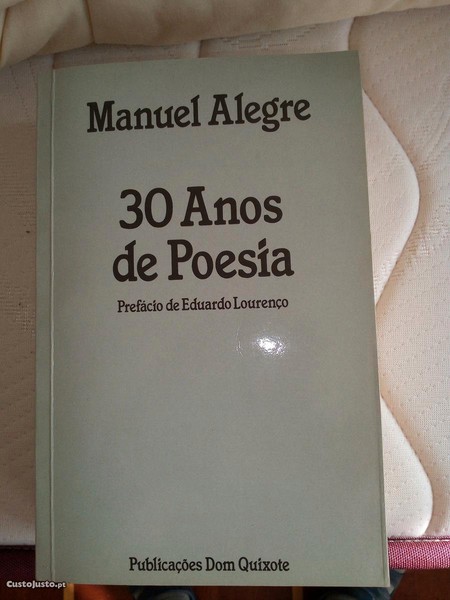 Manuel Alegre
30 Anos
de Poesia
Prefácio de Eduardo Lourenço
Publicações Dom Quixote
CustoJusto.pt